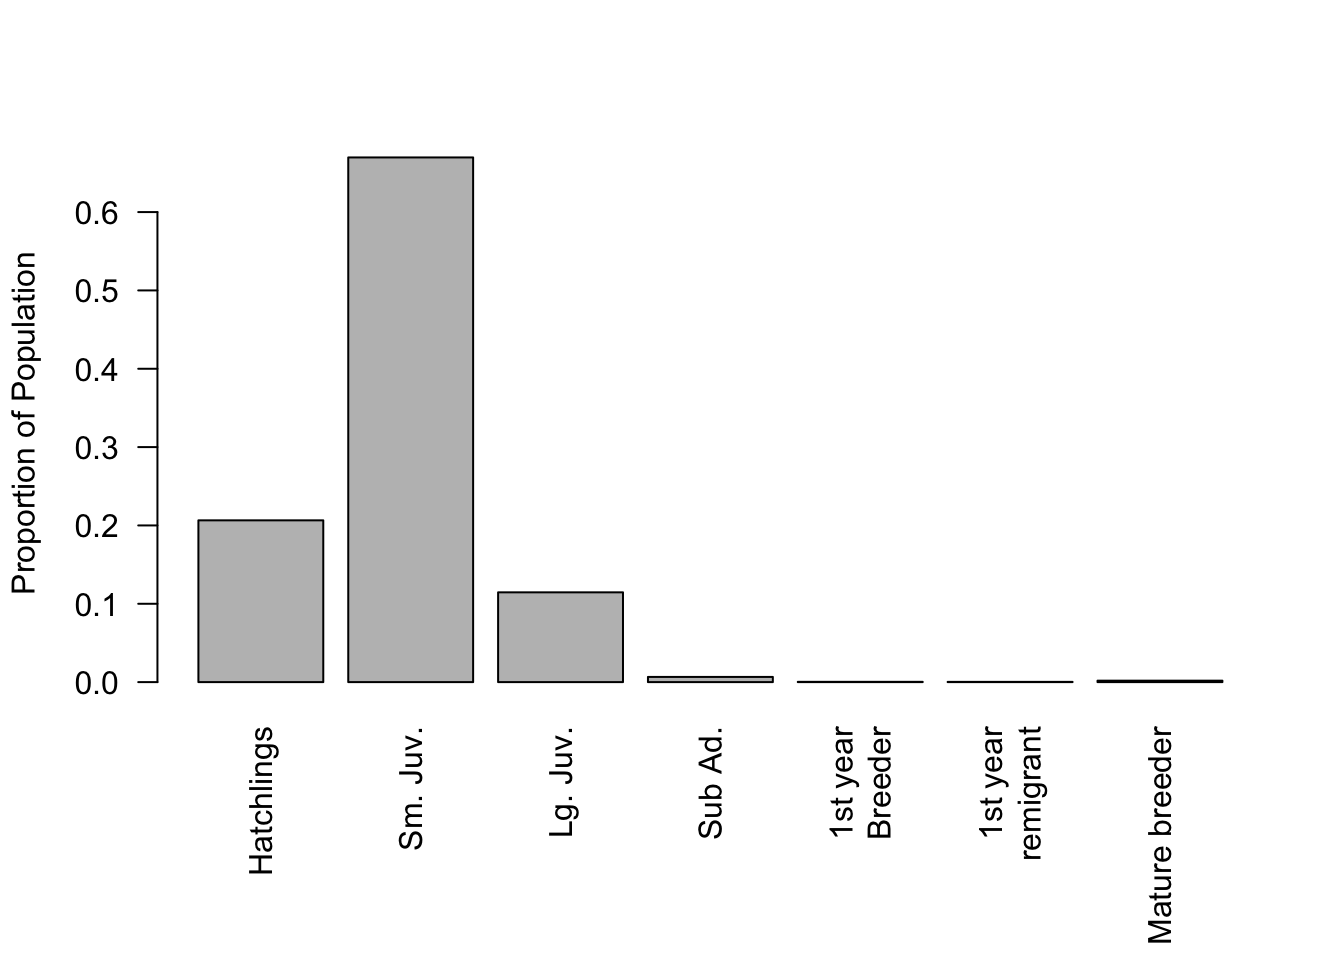 Proportion of Population
0.6
0.5
0.4
0.3
0.2
0.1
0.0
Hatchlings
Sm. Juv.
Lg. Juv.
Sub Ad.
1st year
Breeder
1st year
remigrant
Mature breeder